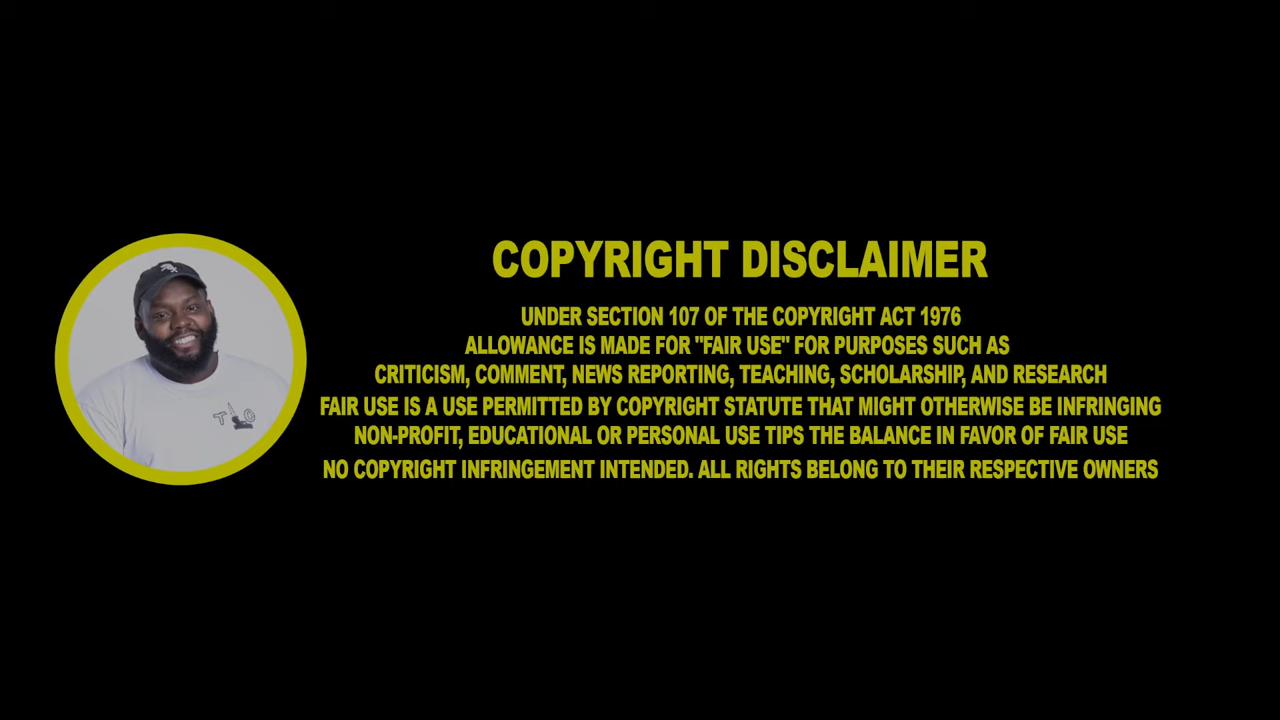 COPYRIGHT DISCLAIMER
UNDER SECTION 107 OF THE COPYRIGHT ACT 1976
ALLOWANCE IS MADE FOR "FAIR USE" FOR PURPOSES SUCH AS
CRITICISM, COMMENT, NEWS REPORTING, TEACHING, SCHOLARSHIP, AND RESEARCH
FAIR USE IS A USE PERMITTED BY COPYRIGHT STATUTE THAT MIGHT OTHERWISE BE INFRINGING
NON-PROFIT, EDUCATIONAL OR PERSONAL USE TIPS THE BALANCE IN FAVOR OF FAIR USE
NO COPYRIGHT INFRINGEMENT INTENDED. ALL RIGHTS BELONG TO THEIR RESPECTIVE OWNERS